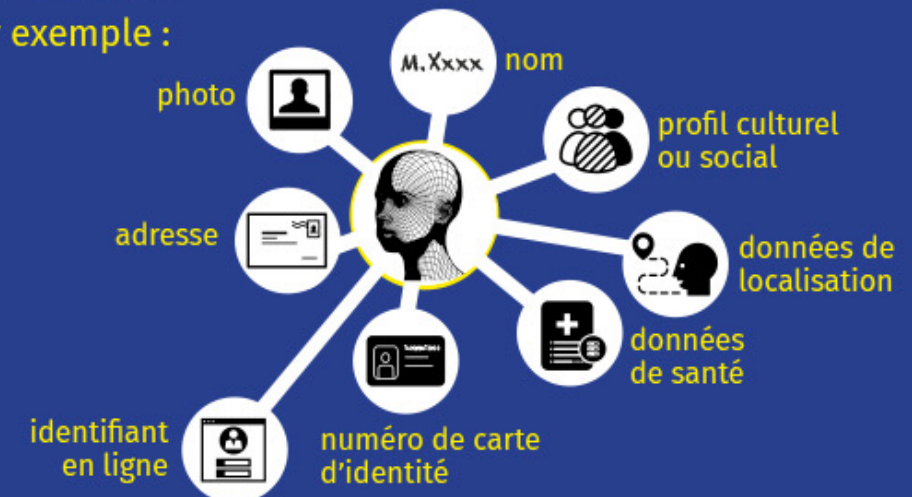 exemple :
M.Xxxx
nom
photo
profil culturel
ou social
adresse
données de
localisation
données
de santé
identifiant
en ligne
numéro de carte
d'identité